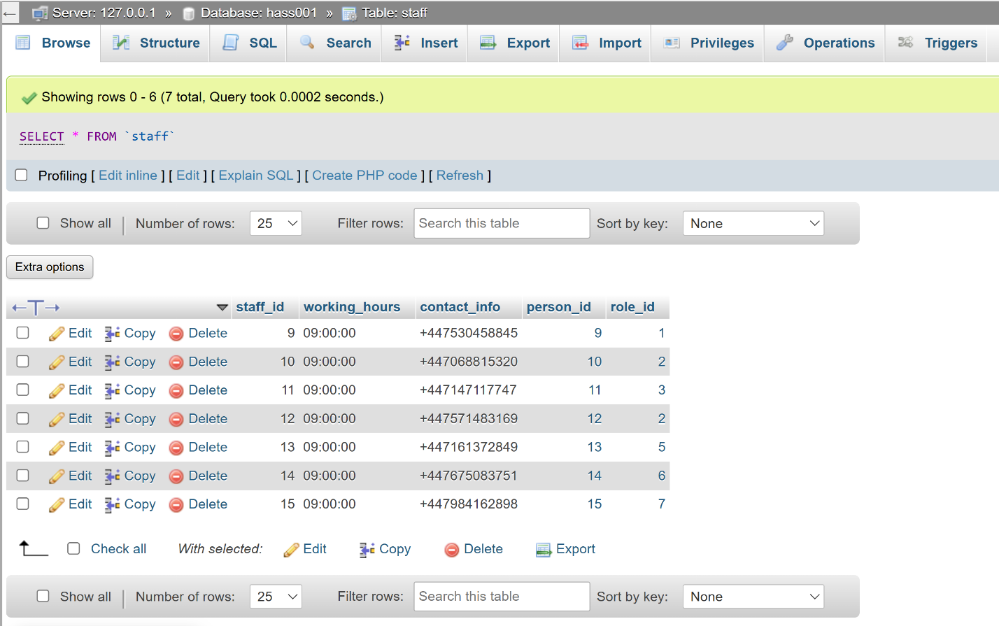 Server: 127.0.0.1 » Database: hass001 » Table: staff
Browse Structure SQL Search Insert Export Import Privileges Operations Triggers
Showing rows 0 - 6 (7 total, Query took 0.0002 seconds.)
SELECT * FROM `staff`
Profiling [ Edit inline ] [ Edit ] [ Explain SQL ] [ Create PHP code ] [ Refresh ]
Show all Number of rows: 25 Filter rows: Search this table Sort by key: None
Extra options
staff_id working_hours contact_info person_id role_id
Edit Copy Delete 9 09:00:00 +447530458845 9 1
Edit Copy Delete 10 09:00:00 +447068815320 10 2
Edit Copy Delete 11 09:00:00 +447147117747 11 3
Edit Copy Delete 12 09:00:00 +447571483169 12 2
Edit Copy Delete 13 09:00:00 +447161372849 13 5
Edit Copy Delete 14 09:00:00 +447675083751 14 6
Edit Copy Delete 15 09:00:00 +447984162898 15 7
Check all With selected: Edit Copy Delete Export
Show all Number of rows: 25 Filter rows: Search this table Sort by key: None